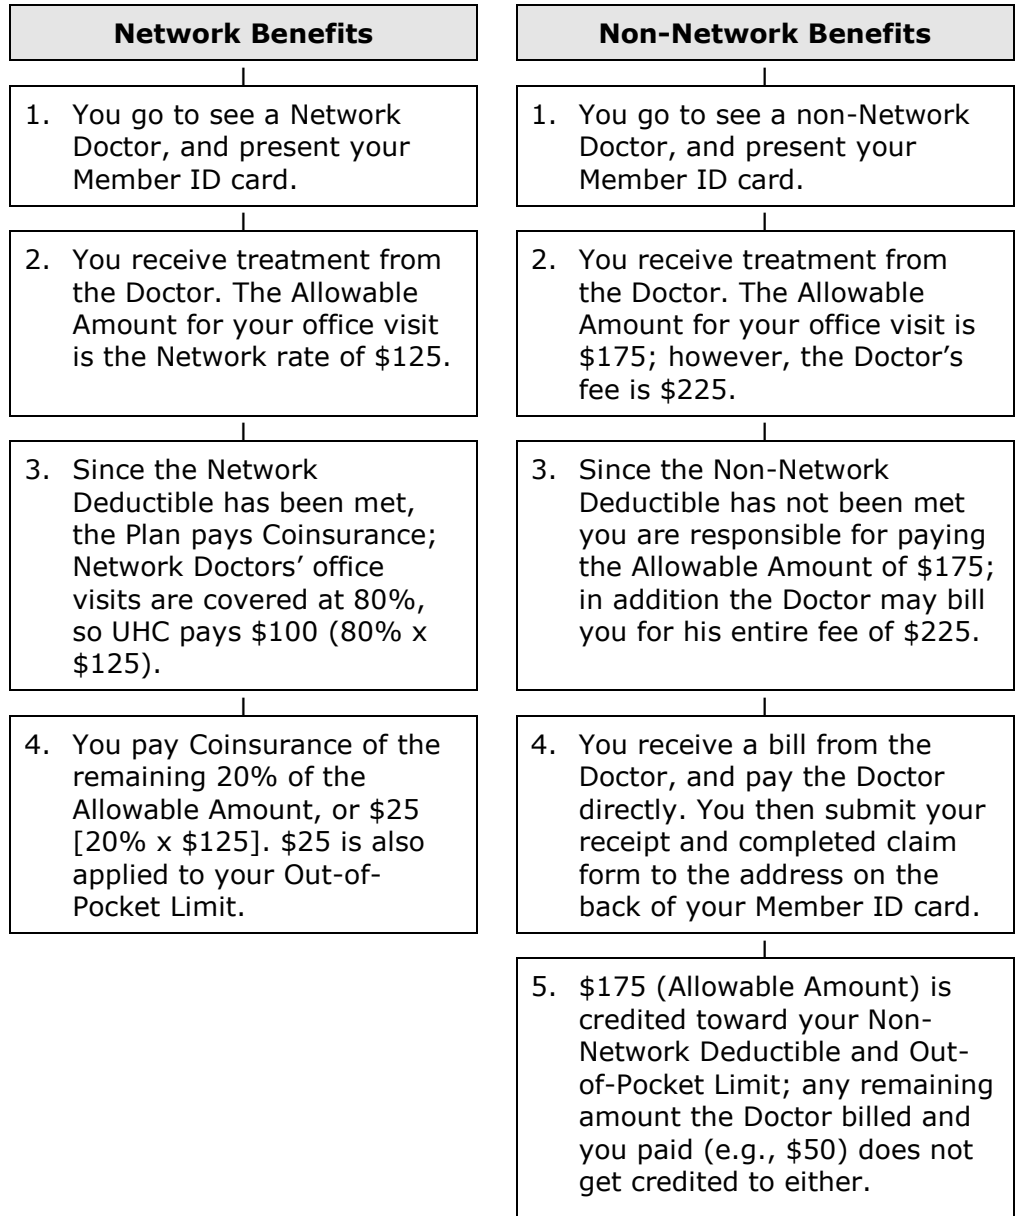 Network Benefits
1. You go to see a Network
Doctor, and present your
Member ID card.
2. You receive treatment from
the Doctor. The Allowable
Amount for your office visit
is the Network rate of $125.
3. Since the Network
Deductible has been met,
the Plan pays Coinsurance;
Network Doctors’ office
visits are covered at 80%,
so UHC pays $100 (80% x
$125).
4. You pay Coinsurance of the
remaining 20% of the
Allowable Amount, or $25
[20% x $125]. $25 is also
applied to your Out-of-
Pocket Limit.
Non-Network Benefits
1. You go to see a non-Network
Doctor, and present your
Member ID card.
2. You receive treatment from
the Doctor. The Allowable
Amount for your office visit is
$175; however, the Doctor’s
fee is $225.
3. Since the Non-Network
Deductible has not been met
you are responsible for paying
the Allowable Amount of $175;
in addition the Doctor may bill
you for his entire fee of $225.
4. You receive a bill from the
Doctor, and pay the Doctor
directly. You then submit your
receipt and completed claim
form to the address on the
back of your Member ID card.
5. $175 (Allowable Amount) is
credited toward your Non-
Network Deductible and Out-
of-Pocket Limit; any remaining
amount the Doctor billed and
you paid (e.g., $50) does not
get credited to either.